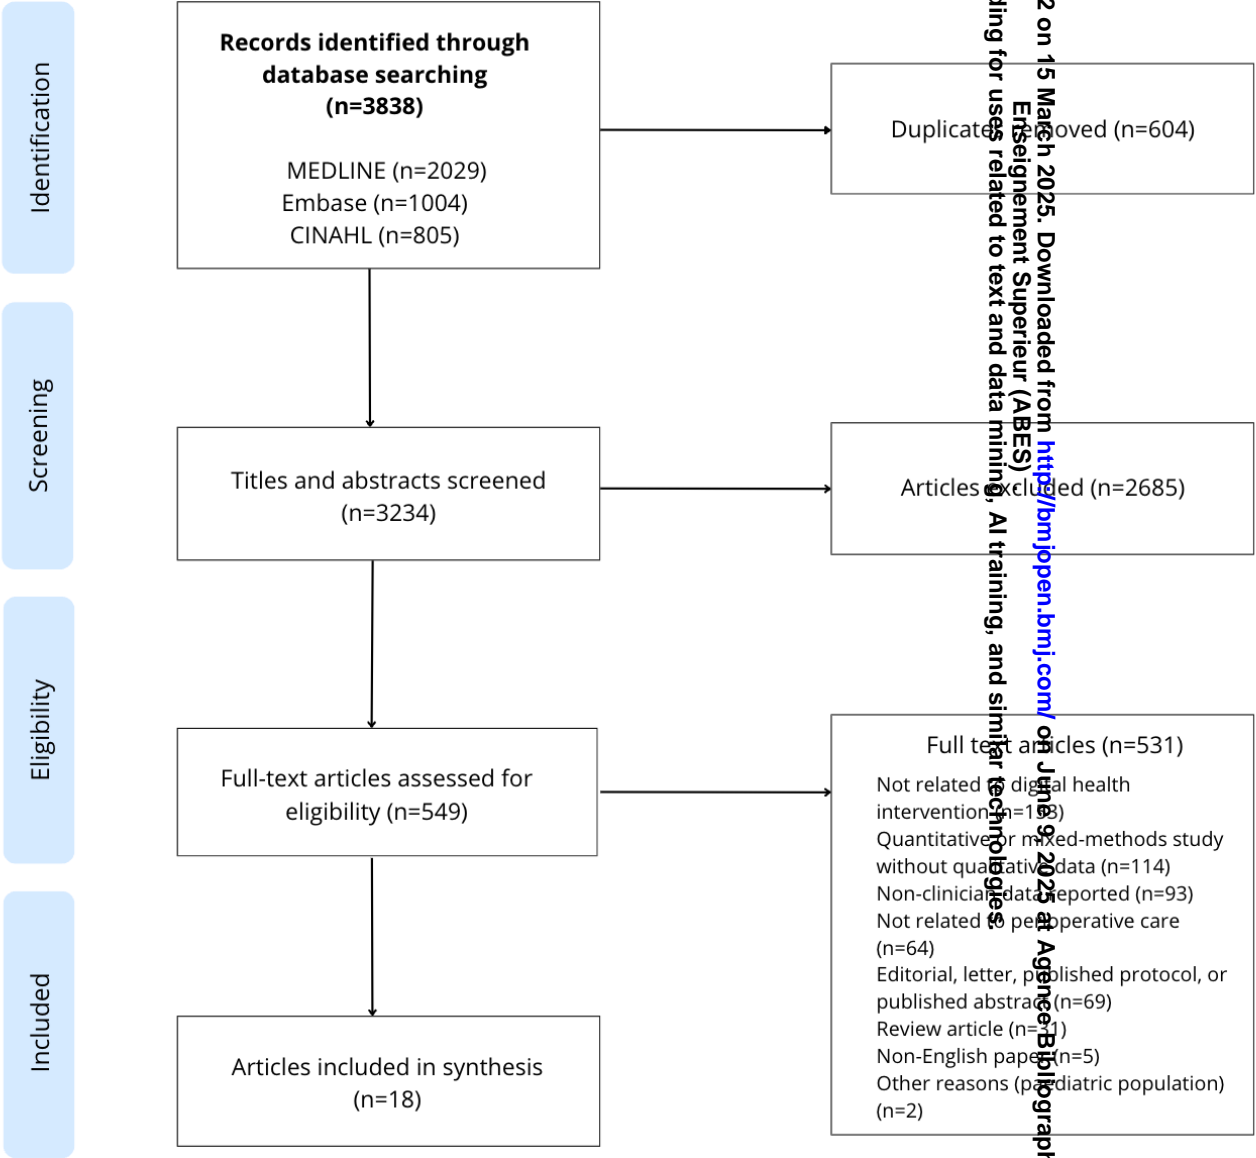 Identification
Records identified through
database searching
(n=3838)
MEDLINE (n=2029)
Embase (n=1004)
CINAHL (n=805)
Duplicates removed (n=604)
Screening
Titles and abstracts screened
(n=3234)
Articles excluded (n=2685)
Eligibility
Full-text articles assessed for
eligibility (n=549)
Full text articles (n=531)
Not related to digital health
intervention (n=153)
Quantitative or mixed-methods study
without qualitative data (n=114)
Non-clinician data reported (n=93)
Not related to perioperative care
(n=64)
Editorial, letter, published protocol, or
published abstract (n=69)
Review article (n=31)
Non-English paper (n=5)
Other reasons (paediatric population)
(n=2)
Included
Articles included in synthesis
(n=18)
2 on 15 March 2025. Downloaded from http://bmjopen.bmj.com/ on June 9, 2025 at Agence Bibliograph
Enseignement Superieur (ABES) .
ding for uses related to text and data mining, AI training, and similar technologies.